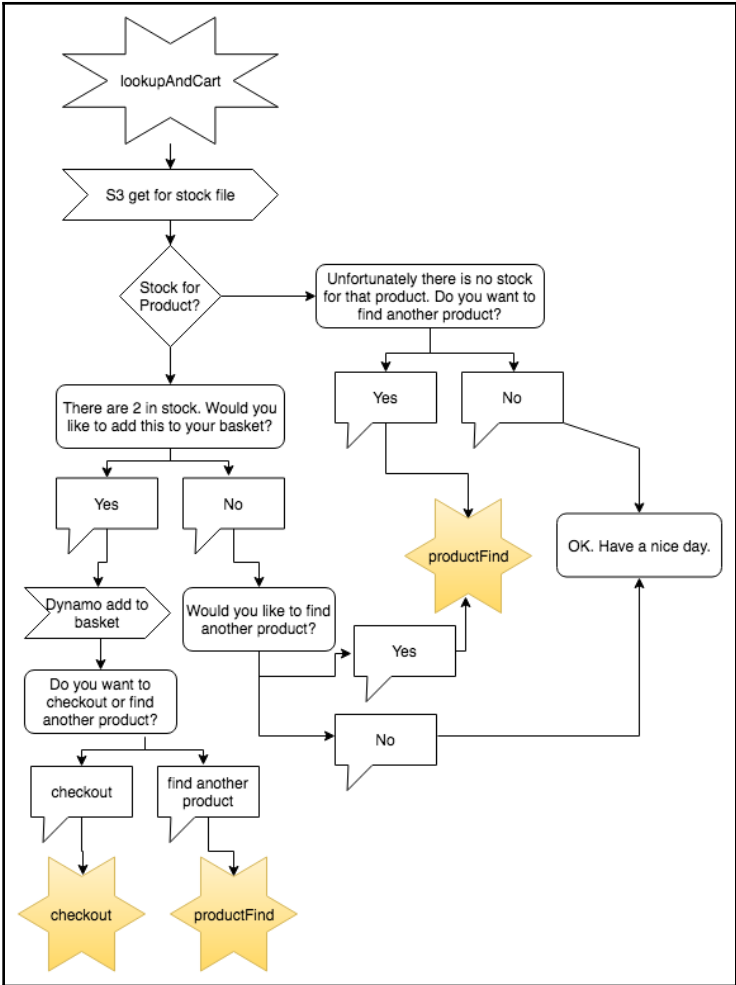 lookupAndCart
S3 get for stock file
Stock for
Product?
Unfortunately there is no stock
for that product. Do you want to
find another product?
Yes
No
There are 2 in stock. Would you
like to add this to your basket?
Yes
No
productFind
OK. Have a nice day.
Dynamo add to
basket
Would you like to find
another product?
Yes
Do you want to
checkout or find
another product?
No
checkout
find another
product
checkout
productFind